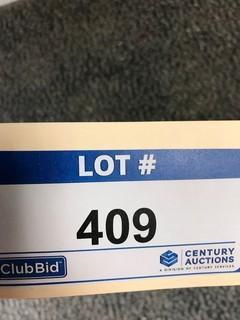 LOT #
409
ClubBid
CENTURY
AUCTIONS
A DIVISION OF CENTURY SERVICES